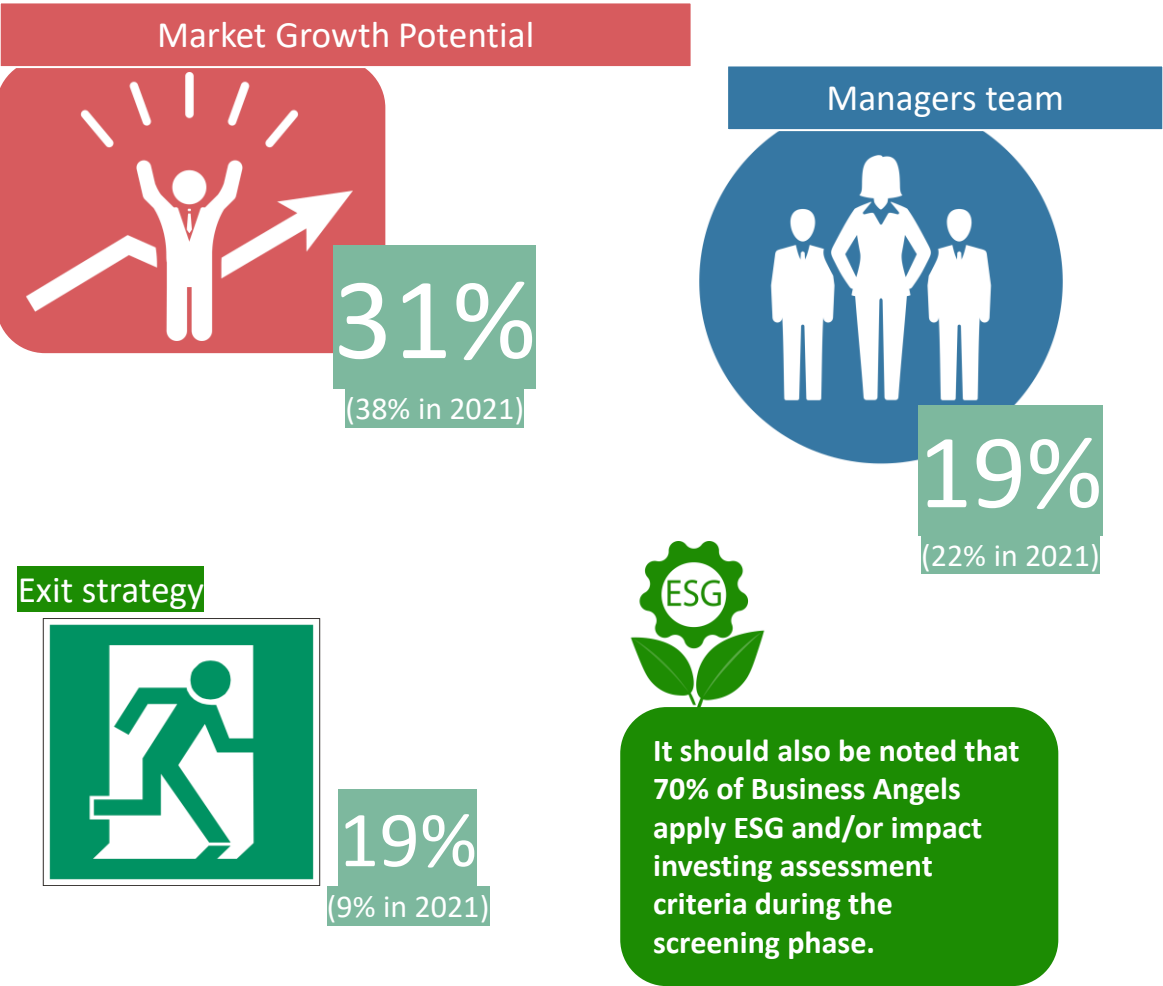 Market Growth Potential
31%
(38% in 2021)
Managers team
19%
(22% in 2021)
Exit strategy
19%
(9% in 2021)
ESG
It should also be noted that
70% of Business Angels
apply ESG and/or impact
investing assessment
criteria during the
screening phase.